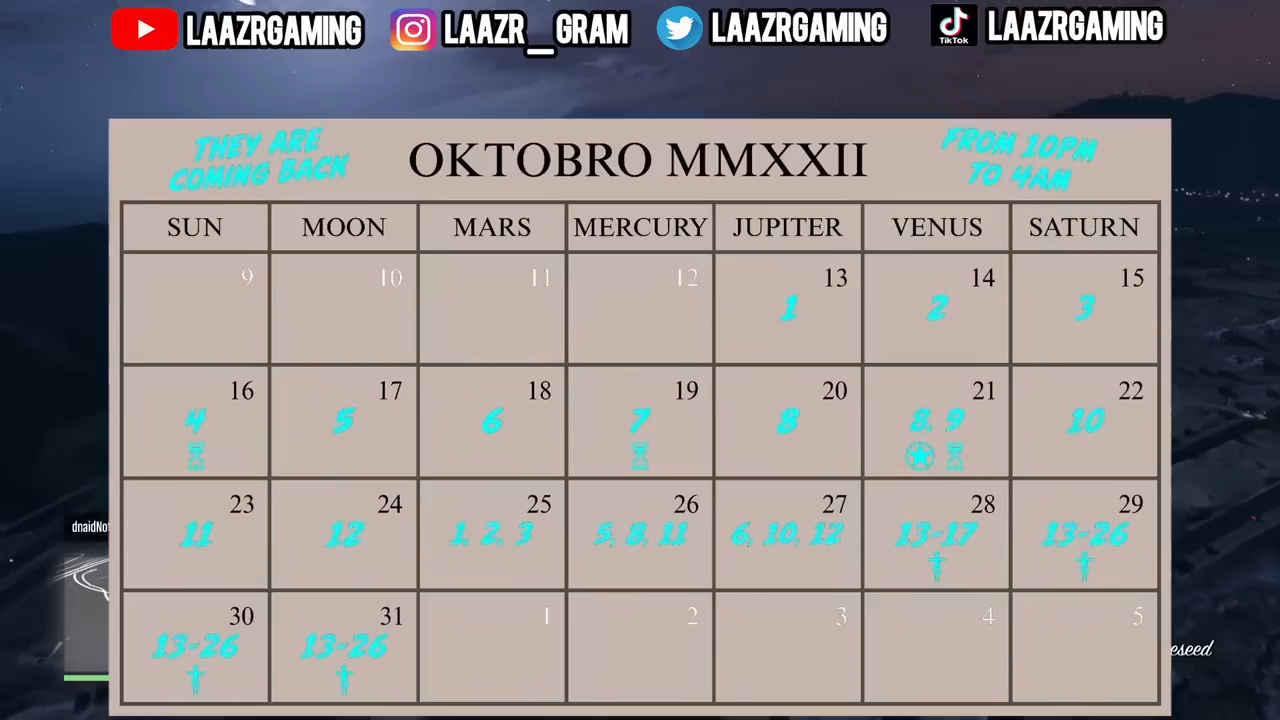 LAAZRGAMING LAAZR_GRAM LAAZRGAMING TikTok LAAZRGAMING
THEY ARE
COMING BACK
OKTOBRO MMXXII
FROM 10PM
TO 4AM
SUN MOON MARS MERCURY JUPITER VENUS SATURN
9 10 11 12 13 14 15
1 2 3
16 17 18 19 20 21 22
4 5 6 7 8 8, 9 10
23 24 25 26 27 28 29
11 12 1, 2, 3 5, 8, 11 6, 10, 12 13-17 13-26
30 31 1 2 3 4 5
13-26 13-26